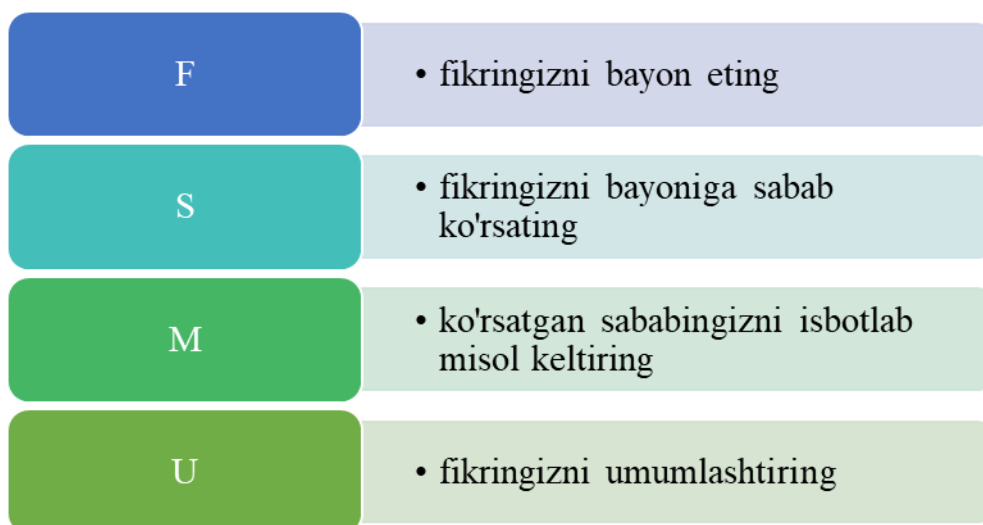 F
• fikringizni bayon eting
S
• fikringizni bayoniga sabab
ko'rsating
M
• ko'rsatgan sababingizni isbotlab
misol keltiring
U
• fikringizni umumlashtiring